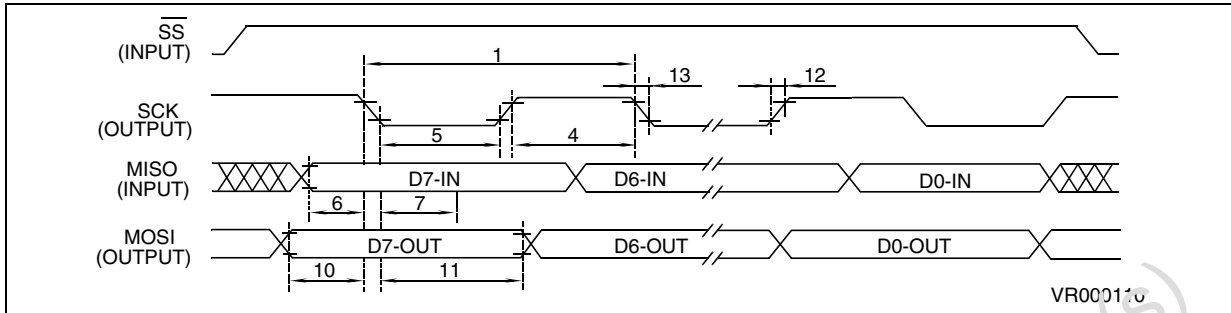 SS
(INPUT)
1
13
12
SCK
(OUTPUT)
5
4
MISO
(INPUT)
D7-IN
D6-IN
D0-IN
6
7
MOSI
(OUTPUT)
D7-OUT
D6-OUT
D0-OUT
10
11